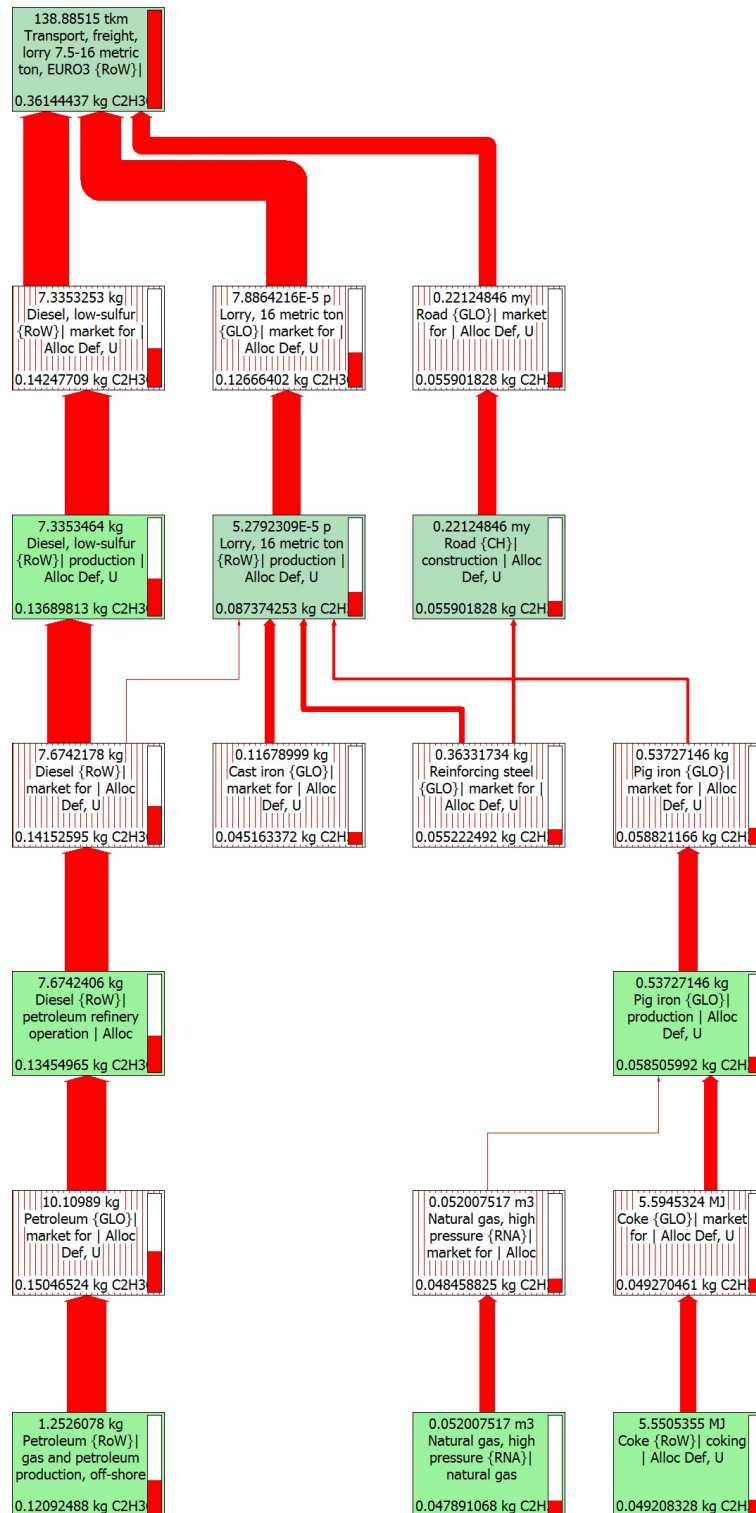 138.88515 tkm
Transport, freight,
lorry 7.5-16 metric
ton, EURO3 {RoW}|
0.36144437 kg C2H3
7.3353253 kg
Diesel, low-sulfur
{RoW}| market for |
Alloc Def, U
0.14247709 kg C2H3
7.8864216E-5 p
Lorry, 16 metric ton
{GLO}| market for |
Alloc Def, U
0.12666402 kg C2H3
0.22124846 my
Road {GLO}| market
for | Alloc Def, U
0.055901828 kg C2H
7.3353464 kg
Diesel, low-sulfur
{RoW}| production |
Alloc Def, U
0.13689813 kg C2H3
5.2792309E-5 p
Lorry, 16 metric ton
{RoW}| production |
Alloc Def, U
0.087374253 kg C2H
0.22124846 my
Road {CH}|
construction | Alloc
Def, U
0.055901828 kg C2H
7.6742178 kg
Diesel {RoW}|
market for | Alloc
Def, U
0.14152595 kg C2H3
0.11678999 kg
Cast iron {GLO}|
market for | Alloc
Def, U
0.045163372 kg C2H
0.36331734 kg
Reinforcing steel
{GLO}| market for |
Alloc Def, U
0.055222492 kg C2H
0.53727146 kg
Pig iron {GLO}|
market for | Alloc
Def, U
0.058821166 kg C2H
7.6742406 kg
Diesel {RoW}|
petroleum refinery
operation | Alloc
0.13454965 kg C2H3
0.53727146 kg
Pig iron {GLO}|
production | Alloc
Def, U
0.058505992 kg C2H
10.10989 kg
Petroleum {GLO}|
market for | Alloc
Def, U
0.15046524 kg C2H3
0.052007517 m3
Natural gas, high
pressure {RNA}|
market for | Alloc
0.048458825 kg C2H
5.5945324 MJ
Coke {GLO}| market
for | Alloc Def, U
0.049270461 kg C2H
1.2526078 kg
Petroleum {RoW}|
gas and petroleum
production, off-shore
0.12092488 kg C2H3
0.052007517 m3
Natural gas, high
pressure {RNA}|
natural gas
0.047891068 kg C2H
5.5505355 MJ
Coke {RoW}| coking
| Alloc Def, U
0.049208328 kg C2H